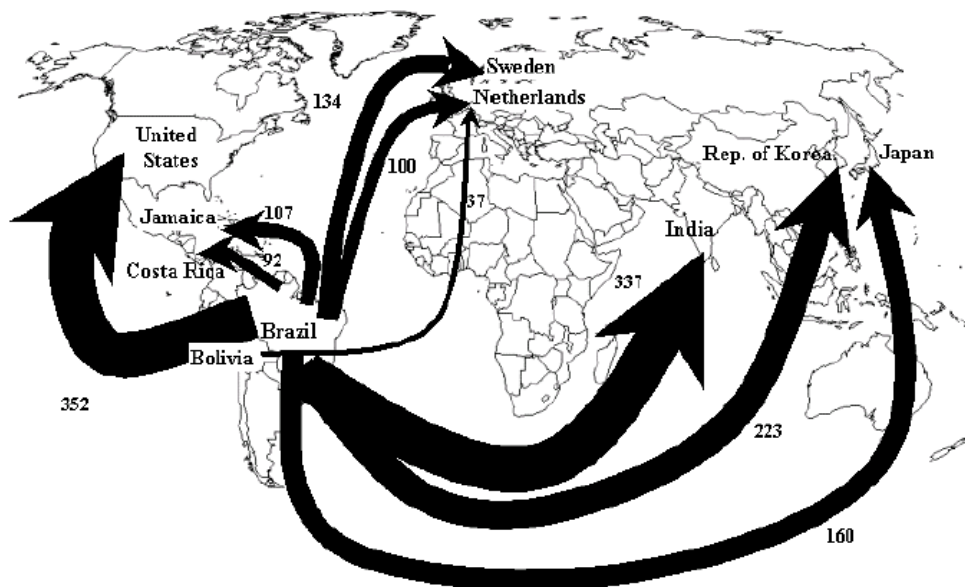 Sweden
134
Netherlands
United
States
100
Rep. of Korea
Japan
Jamaica
107
37
India
Costa Rica
92
337
Brazil
Bolivia
352
223
160